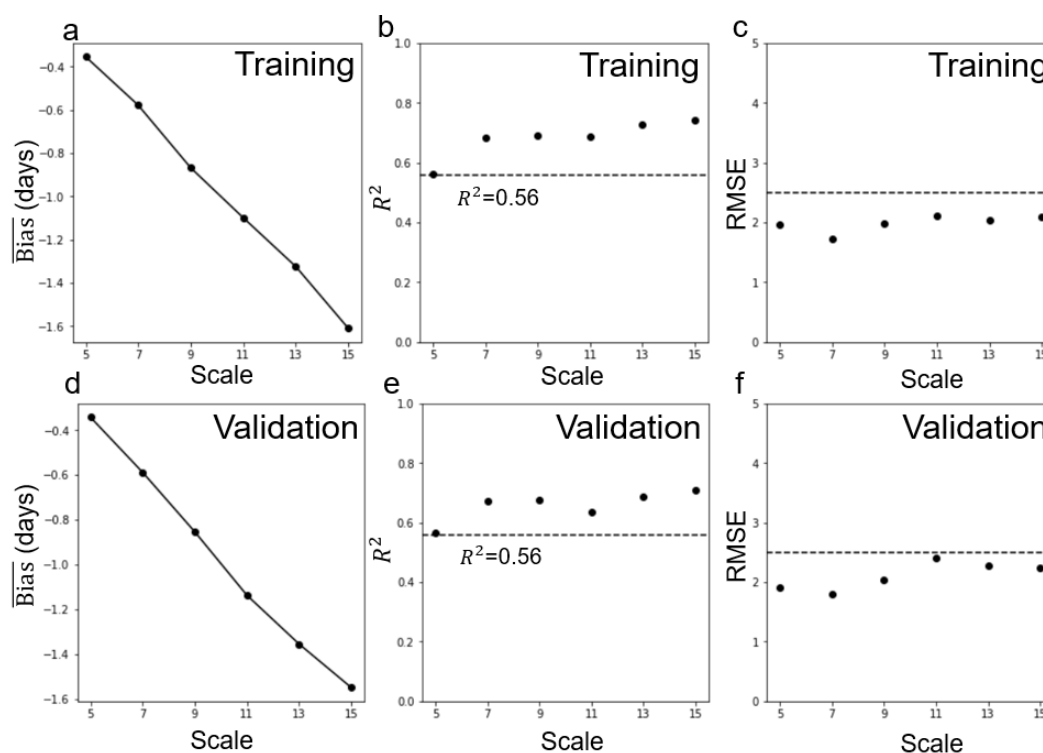 a
Training
−0.4
−0.6
−0.8
−1.0
−1.2
−1.4
−1.6
Bias (days)
5 7 9 11 13 15
Scale
b
Training
1.0
0.8
0.6
0.4
0.2
0.0
R²
R²=0.56
5 7 9 11 13 15
Scale
c
Training
5
4
3
2
1
0
RMSE
5 7 9 11 13 15
Scale
d
Validation
−0.4
−0.6
−0.8
−1.0
−1.2
−1.4
−1.6
Bias (days)
5 7 9 11 13 15
Scale
e
Validation
1.0
0.8
0.6
0.4
0.2
0.0
R²
R²=0.56
5 7 9 11 13 15
Scale
f
Validation
5
4
3
2
1
0
RMSE
5 7 9 11 13 15
Scale